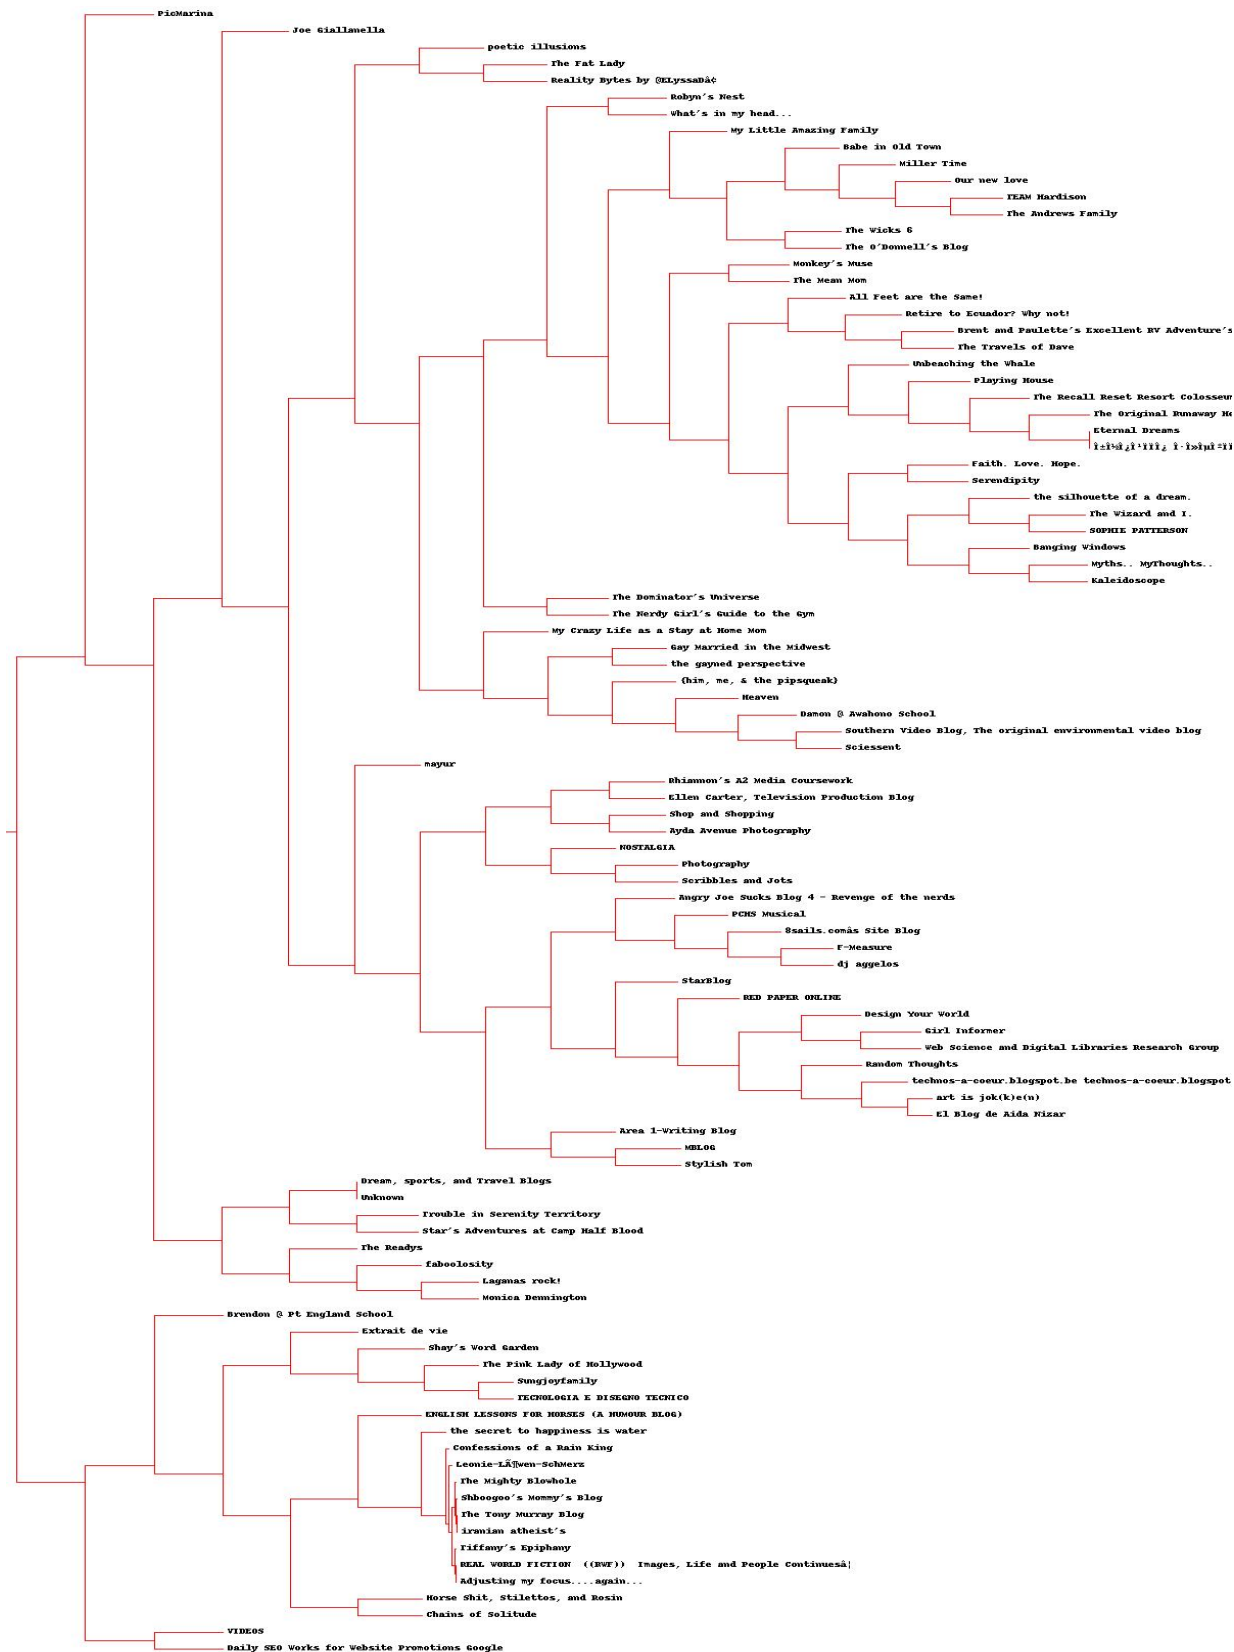 PicMarina
Joe Giallanella
poetic illusions
The Fat Lady
Reality Bytes by @ELyssaDâ¢
Robyn's Nest
What's in my head...
My Little Amazing Family
Babe in Old Town
Miller Time
Our new love
TEAM Hardison
The Andrews Family
The Wicks 6
The O'Donnell's Blog
Monkey's Muse
The Mean Mom
All Feet are the Same!
Retire to Ecuador? Why not!
Brent and Paulette's Excellent RV Adventure's
The Travels of Dave
Unbeaching the Whale
Playing House
The Recall Reset Resort Colosseum
The Original Runaway
Eternal Dreams
Faith. Love. Hope.
Serendipity
the silhouette of a dream.
The Wizard and I.
SOPHIE PATTERSON
Banging Windows
Myths.. MyThoughts..
Kaleidoscope
The Dominator's Universe
The Nerdy Girl's Guide to the Gym
My Crazy Life as a Stay at Home Mom
Gay Married in the Midwest
the gayned perspective
{him, me, & the pipsqueak}
Heaven
Damon @ Awahono School
Southern Video Blog, The original environmental video blog
Sciessent
mayur
Rhiannon's A2 Media Coursework
Ellen Carter, Television Production Blog
Shop and Shopping
Ayda Avenue Photography
NOSTALGIA
Photography
Scribbles and Jots
Angry Joe Sucks Blog 4 - Revenge of the nerds
PCHS Musical
8sails.comâs Site Blog
F-Measure
dj aggelos
StarBlog
RED PAPER ONLINE
Design Your World
Girl Informer
Web Science and Digital Libraries Research Group
Random Thoughts
technos-a-coeur.blogspot.be technos-a-coeur.blogspot
art is jok(k)e(n)
El Blog de Aida Nizar
Area 1-Writing Blog
MBLOG
Stylish Tom
Dream, sports, and Travel Blogs
Unknown
Trouble in Serenity Territory
Star's Adventures at Camp Half Blood
The Readys
faboolosity
Laganas rock!
Monica Dennington
Brendon @ Pt England School
Extrait de vie
Shay's Word Garden
The Pink Lady of Hollywood
Sungjoyfamily
TECNOLOGIA E DISEGNO TECNICO
ENGLISH LESSONS FOR HORSES (A HUMOUR BLOG)
the secret to happiness is water
Confessions of a Rain King
Leonie-LÃ¶wen-SchMerz
The Mighty Blowhole
Shboogoo's Mommy's Blog
The Tony Murray Blog
iranian atheist's
Tiffany's Epiphany
REAL WORLD FICTION ((RWF)) Images, Life and People Continuesâ¦
Adjusting my focus....again...
Horse Shit, Stilettos, and Rosin
Chains of Solitude
VIDEOS
Daily SEO Works for Website Promotions Google